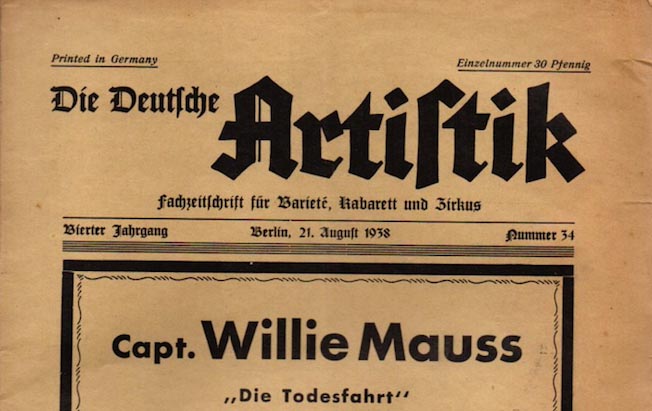 Printed in Germany
Einzelnummer 30 Pfennig
Die Deutsche Artistik
Fachzeitschrift für Varieté, Kabarett und Zirkus
Vierter Jahrgang
Berlin, 21. August 1938
Nummer 34
Capt. Willie Mauss
„Die Todesfahrt“